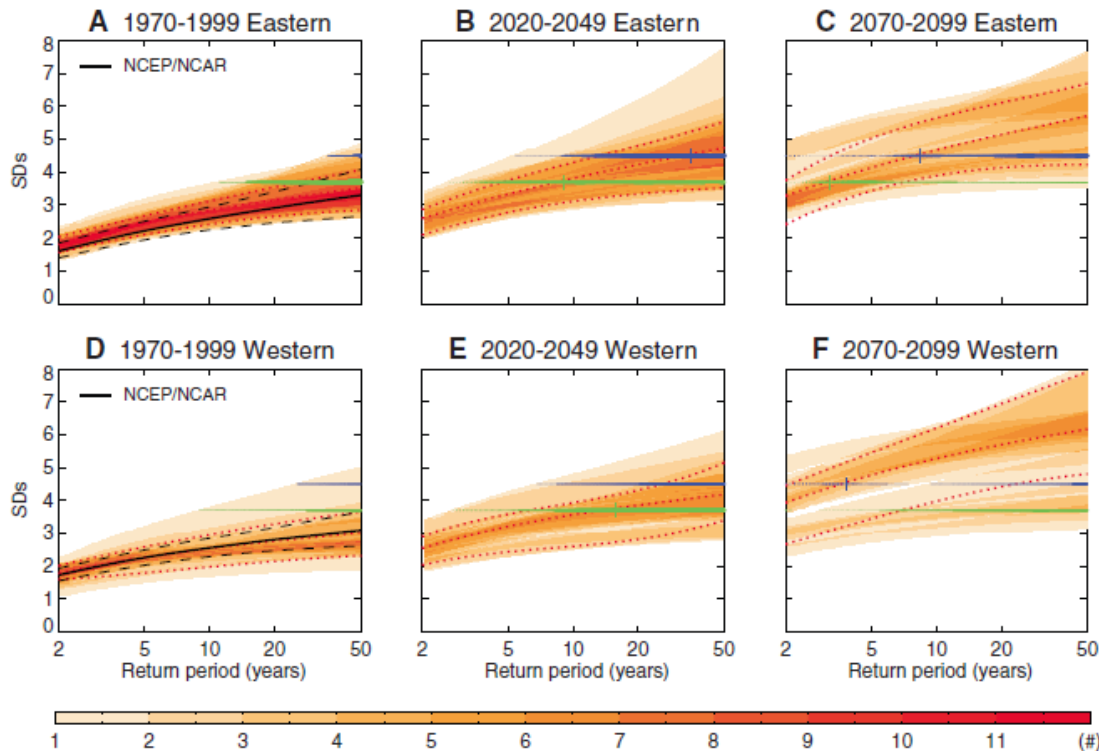 A 1970-1999 Eastern
B 2020-2049 Eastern
C 2070-2099 Eastern
8
7
6
5
4
3
2
1
0
SDs
NCEP/NCAR
D 1970-1999 Western
E 2020-2049 Western
F 2070-2099 Western
8
7
6
5
4
3
2
1
0
SDs
NCEP/NCAR
2 5 10 20 50
2 5 10 20 50
2 5 10 20 50
Return period (years)
Return period (years)
Return period (years)
1 2 3 4 5 6 7 8 9 10 11 (#)